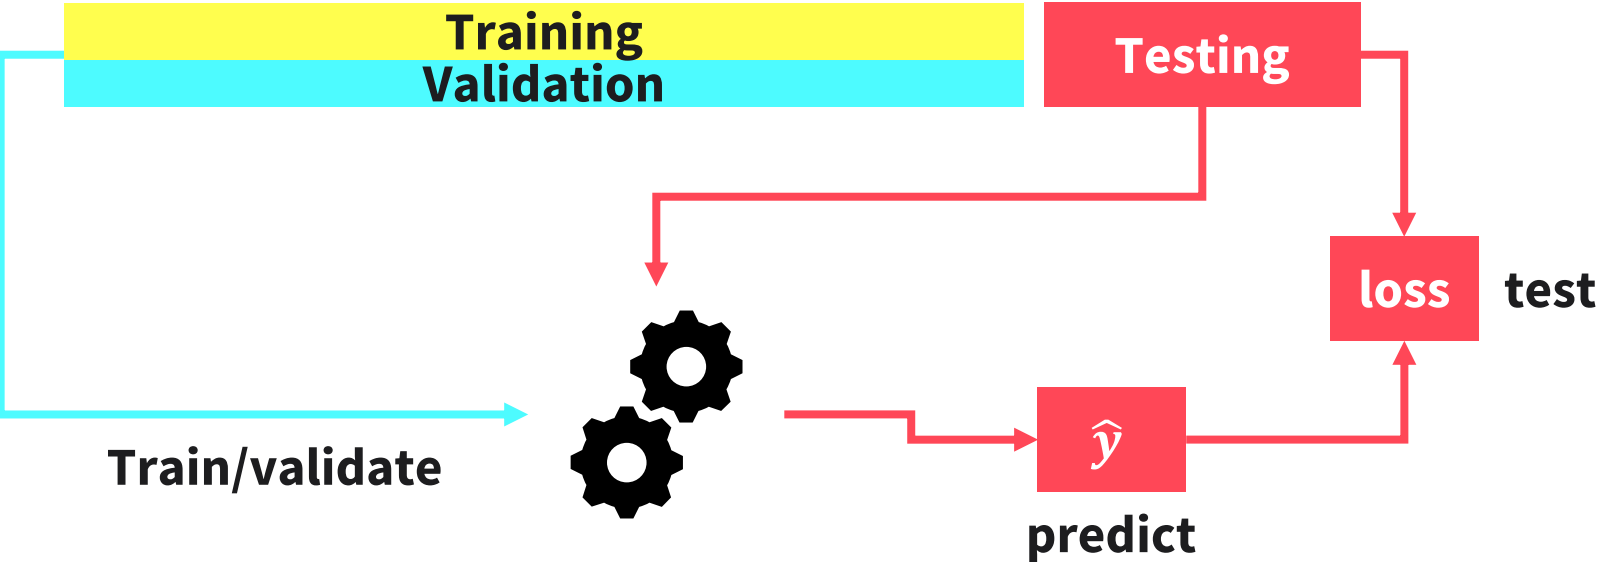 Training
Validation
Testing
loss
test
Train/validate
ŷ
predict